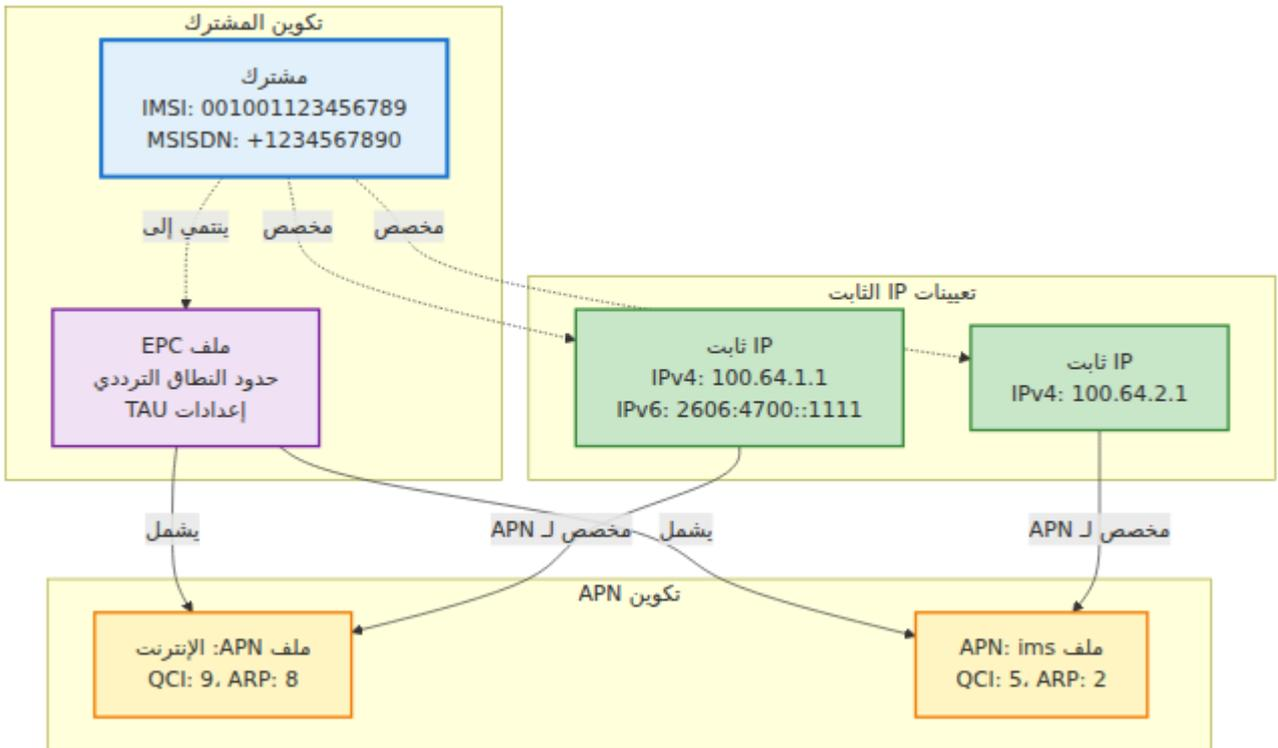 تكوين المشترك
مشترك
IMSI: 001001123456789
MSISDN: +1234567890
ينتمي إلى
مخصص
مخصص
تعيينات IP الثابت
ملف EPC
حدود النطاق الترددي
إعدادات TAU
IP ثابت
IPv4: 100.64.1.1
IPv6: 2606:4700::1111
IP ثابت
IPv4: 100.64.2.1
يشمل
مخصص لـ APN
يشمل
مخصص لـ APN
تكوين APN
ملف APN: الإنترنت
QCI: 9، ARP: 8
ملف APN: ims
QCI: 5، ARP: 2